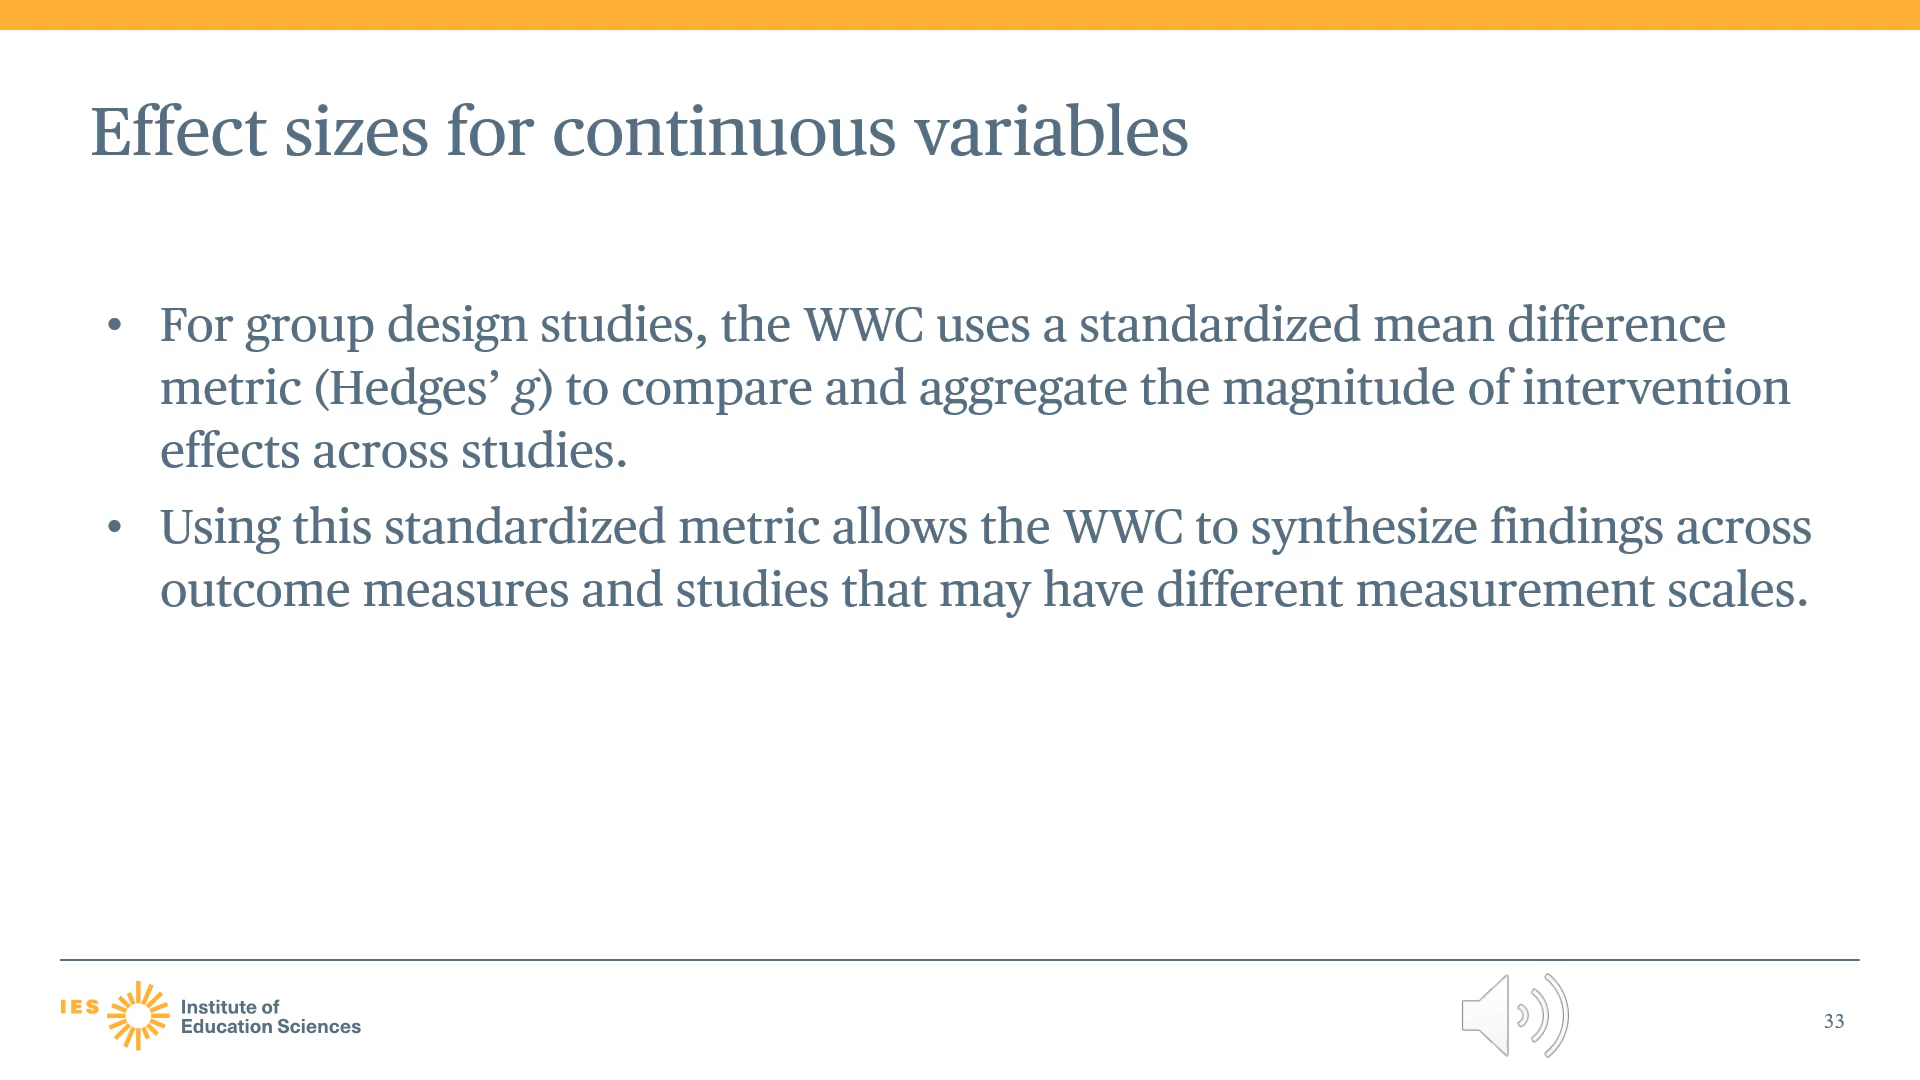 Effect sizes for continuous variables
• For group design studies, the WWC uses a standardized mean difference
metric (Hedges’ g) to compare and aggregate the magnitude of intervention
effects across studies.
• Using this standardized metric allows the WWC to synthesize findings across
outcome measures and studies that may have different measurement scales.
IES
Institute of
Education Sciences
33